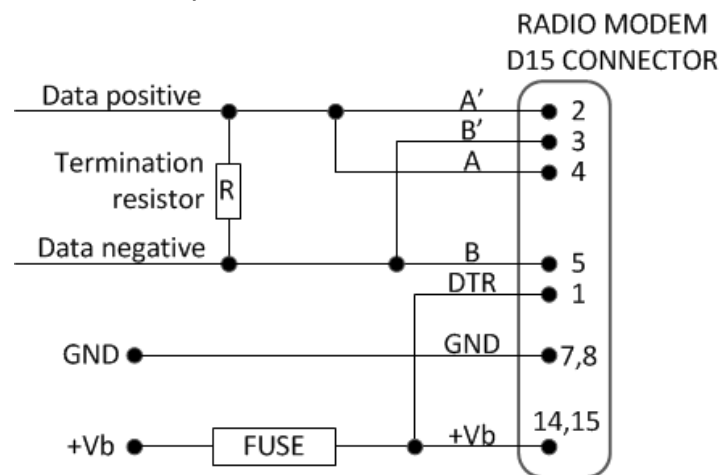 RADIO MODEM
D15 CONNECTOR
Data positive
A’
2
B’
3
Termination
resistor
R
A
4
Data negative
B
5
DTR
1
GND
GND
7,8
+Vb
FUSE
+Vb
14,15